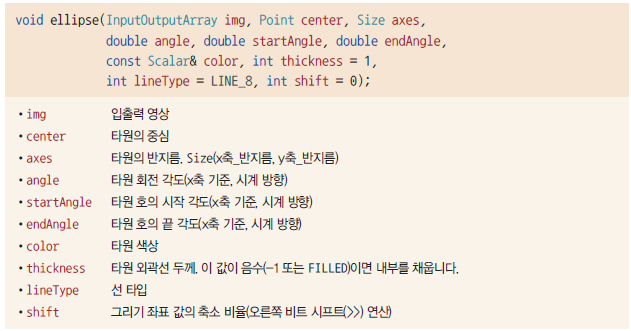 void ellipse(InputOutputArray img, Point center, Size axes,
double angle, double startAngle, double endAngle,
const Scalar& color, int thickness = 1,
int lineType = LINE_8, int shift = 0);
• img 입출력 영상
• center 타원의 중심
• axes 타원의 반지름. Size(x축_반지름, y축_반지름)
• angle 타원 회전 각도(x축 기준, 시계 방향)
• startAngle 타원 호의 시작 각도(x축 기준, 시계 방향)
• endAngle 타원 호의 끝 각도(x축 기준, 시계 방향)
• color 타원 색상
• thickness 타원 외곽선 두께. 이 값이 음수(-1 또는 FILLED)이면 내부를 채웁니다.
• lineType 선 타입
• shift 그리기 좌표 값의 축소 비율(오른쪽 비트 시프트(>>) 연산)